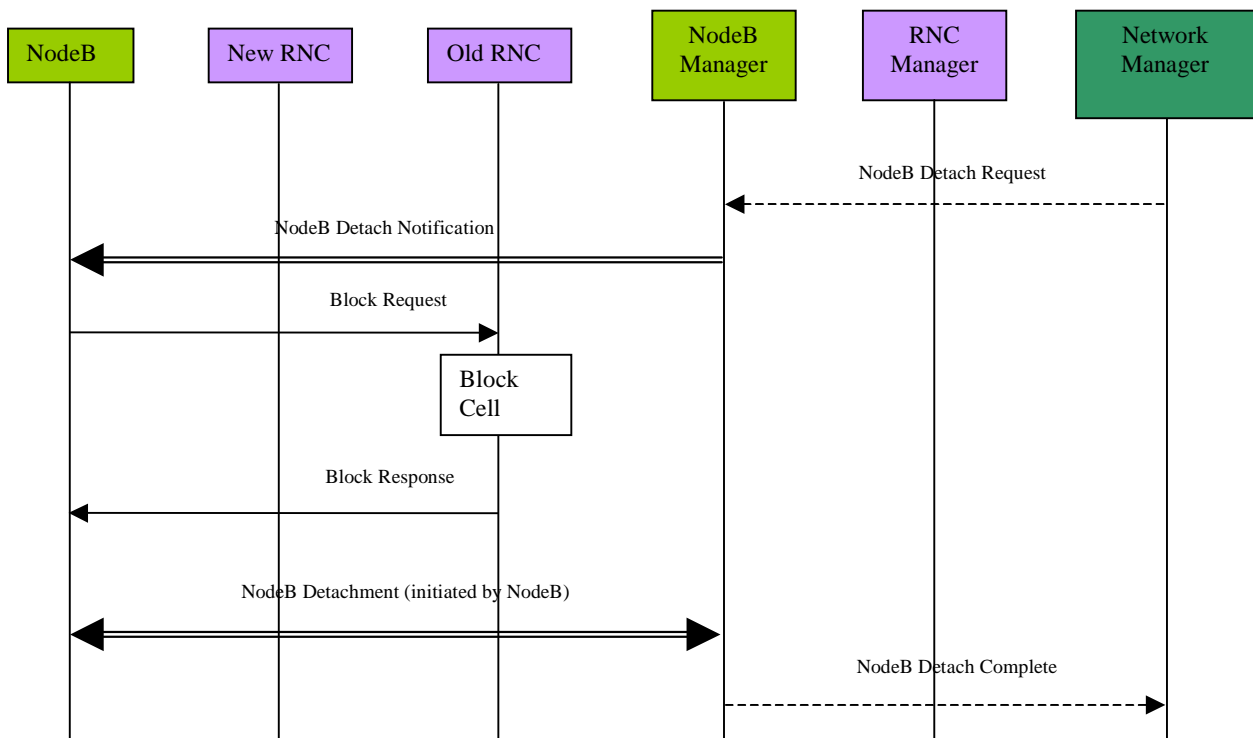 NodeB
New RNC
Old RNC
NodeB
Manager
RNC
Manager
Network
Manager
NodeB Detach Request
NodeB Detach Notification
Block Request
Block
Cell
Block Response
NodeB Detachment (initiated by NodeB)
NodeB Detach Complete